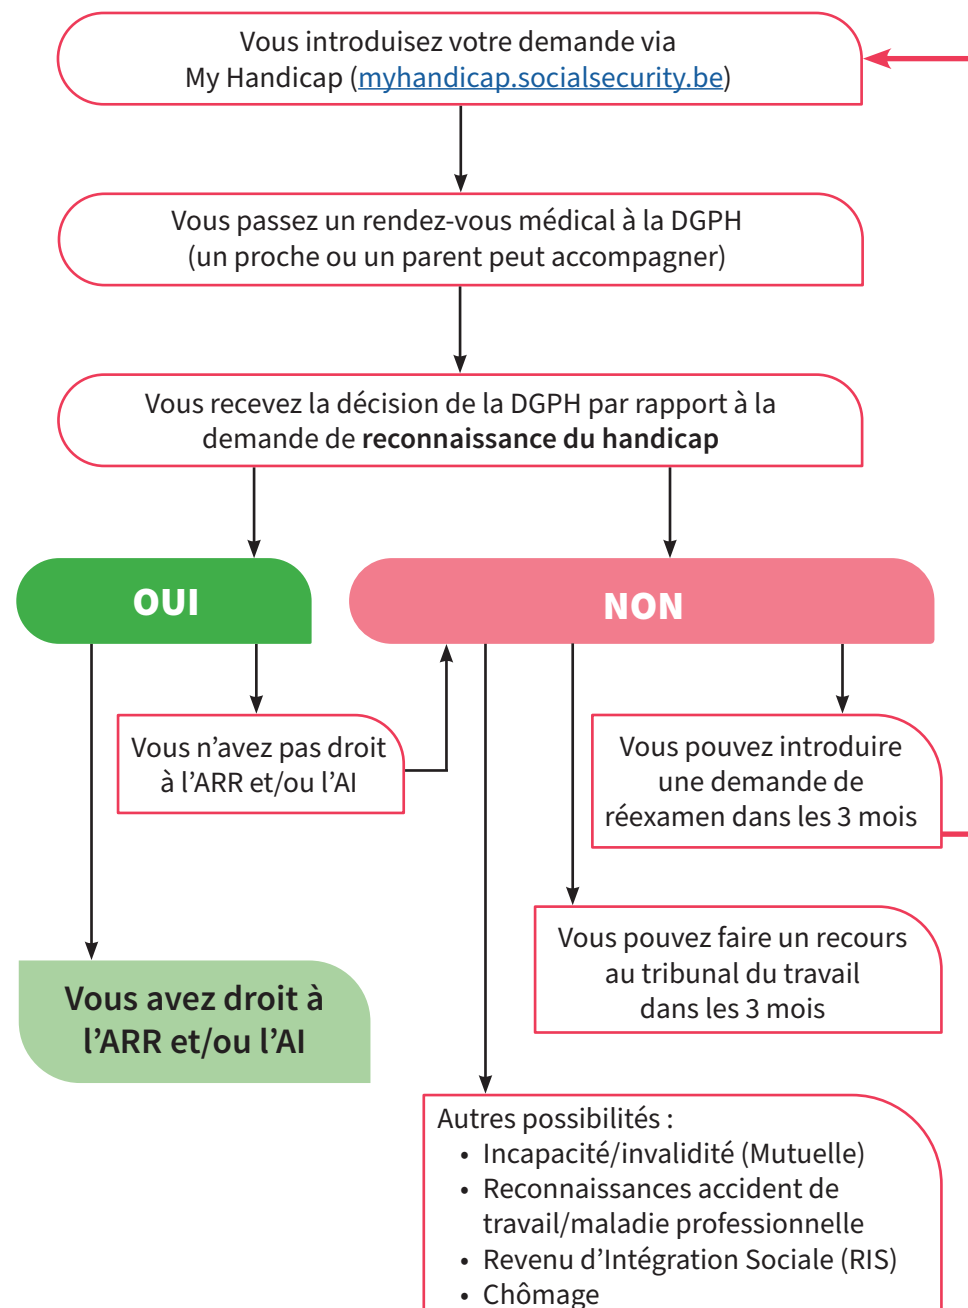 Vous introduisez votre demande via
My Handicap (myhandicap.socialsecurity.be)
Vous passez un rendez-vous médical à la DGPH
(un proche ou un parent peut accompagner)
Vous recevez la décision de la DGPH par rapport à la
demande de reconnaissance du handicap
OUI
NON
Vous n’avez pas droit
à l’ARR et/ou l’AI
Vous pouvez introduire
une demande de
réexamen dans les 3 mois
Vous pouvez faire un recours
au tribunal du travail
dans les 3 mois
Vous avez droit à
l’ARR et/ou l’AI
Autres possibilités :
• Incapacité/invalidité (Mutuelle)
• Reconnaissances accident de
travail/maladie professionnelle
• Revenu d’Intégration Sociale (RIS)
• Chômage